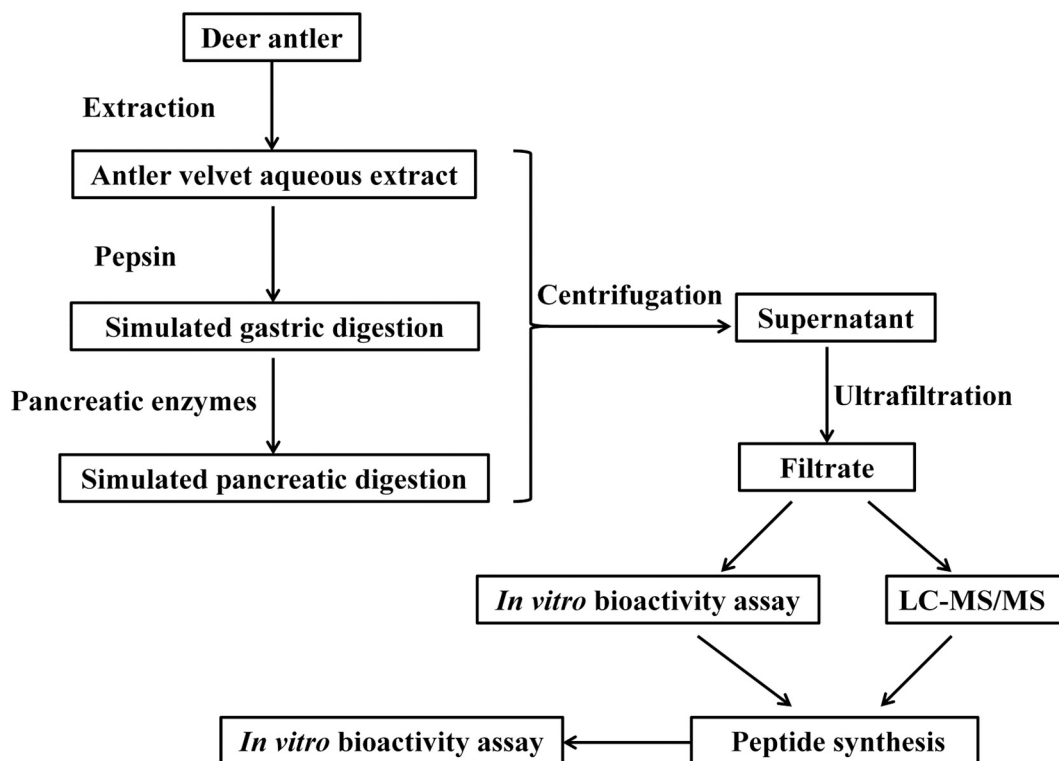 Deer antler
Extraction
Antler velvet aqueous extract
Pepsin
Simulated gastric digestion
Pancreatic enzymes
Simulated pancreatic digestion
Centrifugation
Supernatant
Ultrafiltration
Filtrate
In vitro bioactivity assay
LC-MS/MS
Peptide synthesis
In vitro bioactivity assay